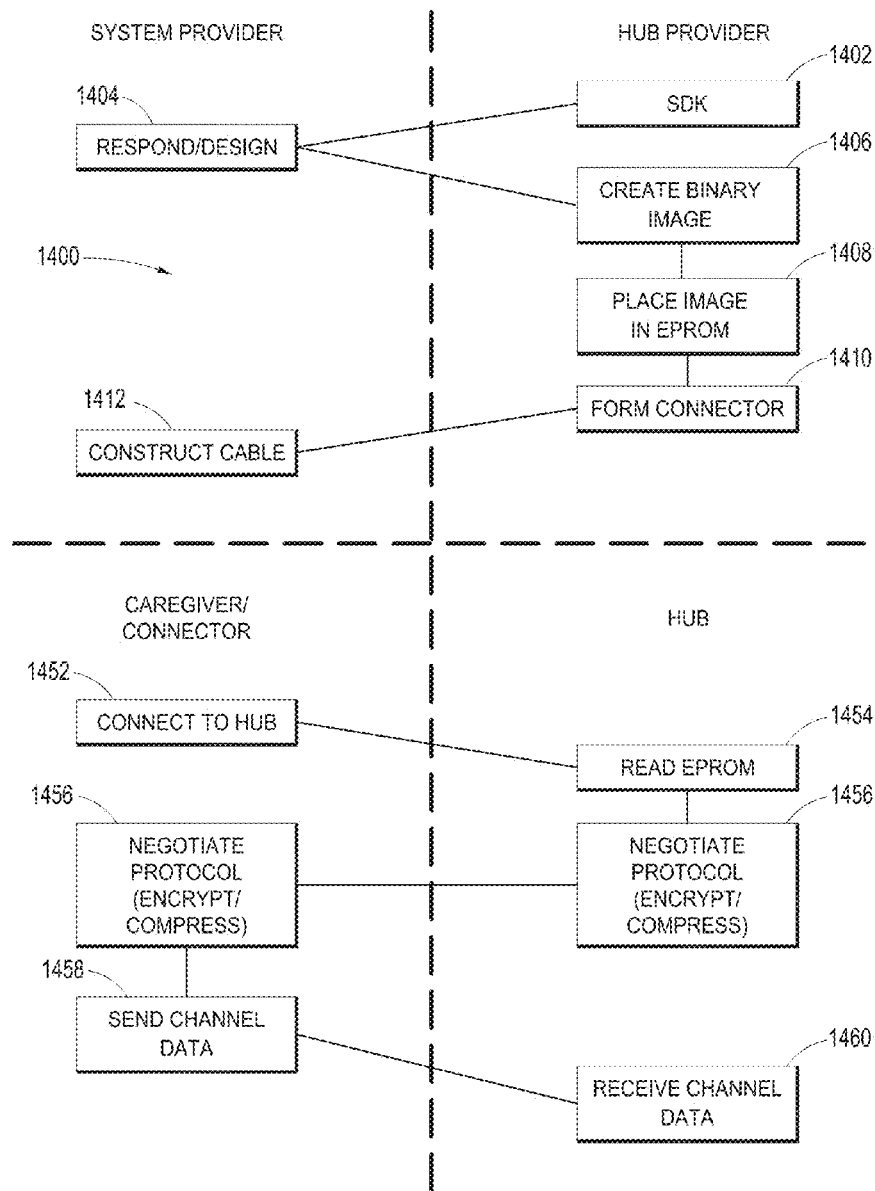 SYSTEM PROVIDER
HUB PROVIDER
1402
SDK
1404
RESPOND/DESIGN
1406
CREATE BINARY
IMAGE
1400
1408
PLACE IMAGE
IN EPROM
1410
FORM CONNECTOR
1412
CONSTRUCT CABLE
CAREGIVER/
CONNECTOR
HUB
1452
CONNECT TO HUB
1454
READ EPROM
1456
NEGOTIATE
PROTOCOL
(ENCRYPT/
COMPRESS)
1456
NEGOTIATE
PROTOCOL
(ENCRYPT/
COMPRESS)
1458
SEND CHANNEL
DATA
1460
RECEIVE CHANNEL
DATA